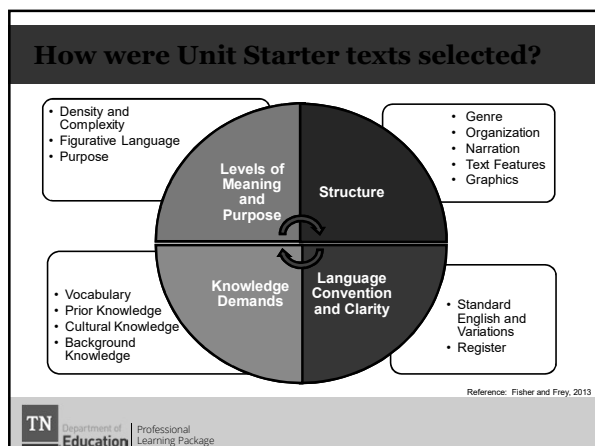 How were Unit Starter texts selected?
• Density and
Complexity
• Figurative Language
• Purpose
• Genre
• Organization
• Narration
• Text Features
• Graphics
Levels of
Meaning
and
Purpose
Structure
Knowledge
Demands
Language
Convention
and Clarity
• Vocabulary
• Prior Knowledge
• Cultural Knowledge
• Background
Knowledge
• Standard
English and
Variations
• Register
Reference: Fisher and Frey, 2013
TN
Department of
Education
Professional
Learning Package